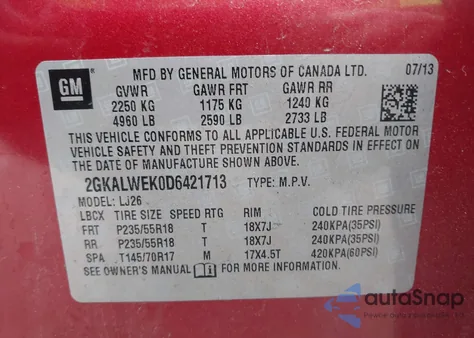 GM
MFD BY GENERAL MOTORS OF CANADA LTD. 07/13
GVWR GAWR FRT GAWR RR
2250 KG 1175 KG 1240 KG
4960 LB 2590 LB 2733 LB
THIS VEHICLE CONFORMS TO ALL APPLICABLE U.S. FEDERAL MOTOR
VEHICLE SAFETY AND THEFT PREVENTION STANDARDS IN EFFECT ON
THE DATE OF MANUFACTURE SHOWN ABOVE.
2GKALWEK0D6421713 TYPE: M.P.V.
MODEL: LJ26
LBCX TIRE SIZE SPEED RTG RIM COLD TIRE PRESSURE
FRT P235/55R18 T 18X7J 240KPA(35PSI)
RR P235/55R18 T 18X7J 240KPA(35PSI)
SPA T145/70R17 M 17X4.5T 420KPA(60PSI)
SEE OWNER'S MANUAL FOR MORE INFORMATION.
autoSnap